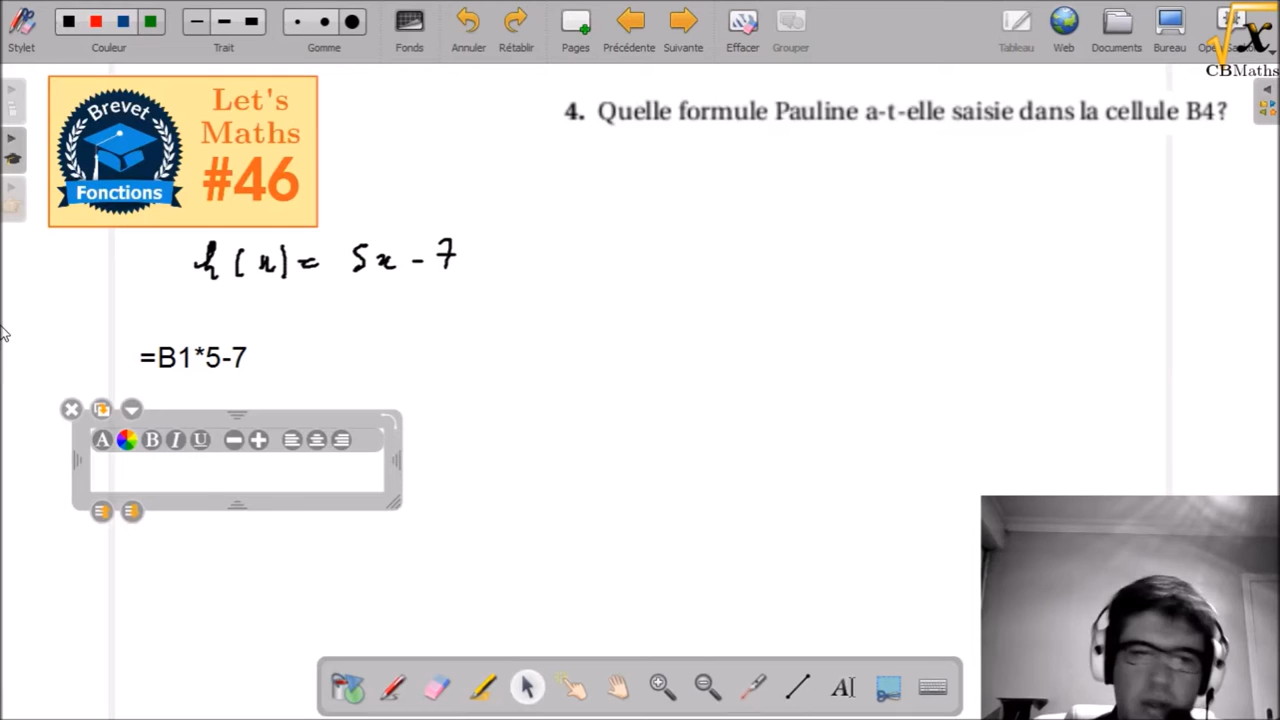 Stylet
Couleur
Trait
Gomme
Fonds
Annuler
Rétablir
Pages
Précédente
Suivante
Effacer
Grouper
Tableau
Web
Documents
Bureau
CBMaths
Brevet
Fonctions
Let's
Maths
#46
4. Quelle formule Pauline a-t-elle saisie dans la cellule B4?
h(x)= 5x-7
=B1*5-7
A B I U
AI